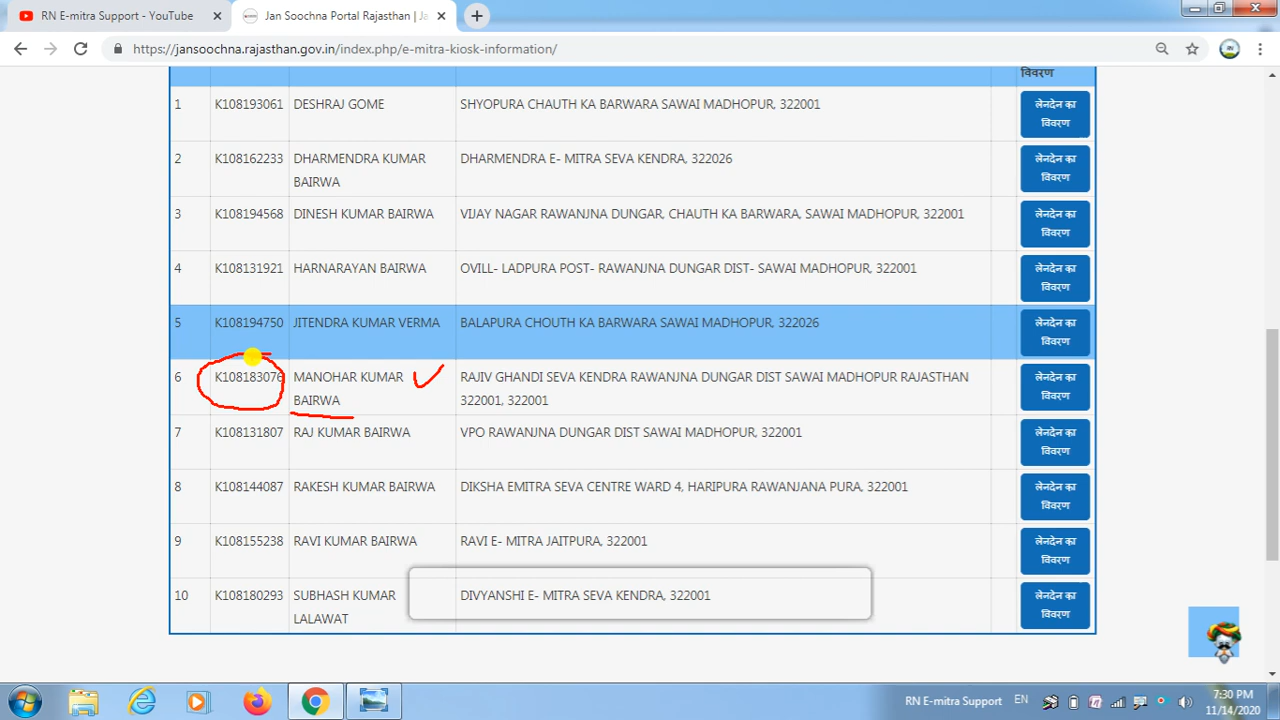 RN E-mitra Support - YouTube
Jan Soochna Portal Rajasthan | Ja
https://jansoochna.rajasthan.gov.in/index.php/e-mitra-kiosk-information/
विवरण
1 K108193061 DESHRAJ GOME SHYOPURA CHAUTH KA BARWARA SAWAI MADHOPUR, 322001 लेनदेन का
विवरण
2 K108162233 DHARMENDRA KUMAR DHARMENDRA E- MITRA SEVA KENDRA, 322026 लेनदेन का
BAIRWA विवरण
3 K108194568 DINESH KUMAR BAIRWA VIJAY NAGAR RAWANJNA DUNGAR, CHAUTH KA BARWARA, SAWAI MADHOPUR, 322001 लेनदेन का
विवरण
4 K108131921 HARNARAYAN BAIRWA OVILL- LADPURA POST- RAWANJNA DUNGAR DIST- SAWAI MADHOPUR, 322001 लेनदेन का
विवरण
5 K108194750 JITENDRA KUMAR VERMA BALAPURA CHOUTH KA BARWARA SAWAI MADHOPUR, 322026 लेनदेन का
विवरण
6 K108183076 MANOHAR KUMAR RAJIV GHANDI SEVA KENDRA RAWANJNA DUNGAR DIST SAWAI MADHOPUR RAJASTHAN लेनदेन का
BAIRWA 322001, 322001 विवरण
7 K108131807 RAJ KUMAR BAIRWA VPO RAWANJNA DUNGAR DIST SAWAI MADHOPUR, 322001 लेनदेन का
विवरण
8 K108144087 RAKESH KUMAR BAIRWA DIKSHA EMITRA SEVA CENTRE WARD 4, HARIPURA RAWANJANA PURA, 322001 लेनदेन का
विवरण
9 K108155238 RAVI KUMAR BAIRWA RAVI E- MITRA JAITPURA, 322001 लेनदेन का
विवरण
10 K108180293 SUBHASH KUMAR DIVYANSHI E- MITRA SEVA KENDRA, 322001 लेनदेन का
LALAWAT विवरण
RN E-mitra Support EN 7:30 PM
11/14/2020